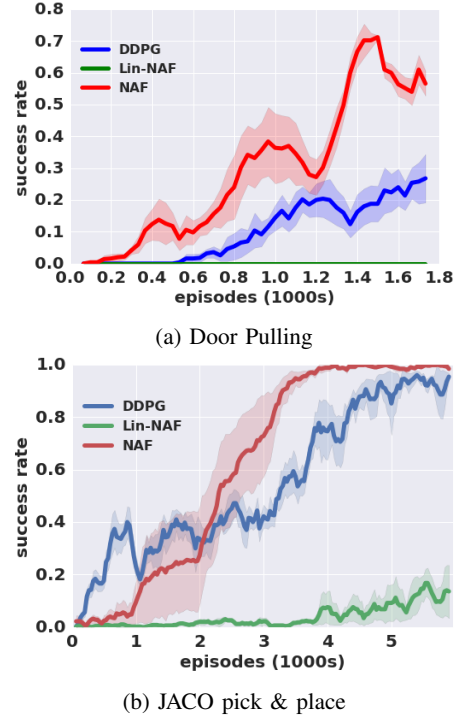 0.8
0.7
0.6
0.5
0.4
0.3
0.2
0.1
0.0
success rate
DDPG
Lin-NAF
NAF
0.0 0.2 0.4 0.6 0.8 1.0 1.2 1.4 1.6 1.8
episodes (1000s)
(a) Door Pulling
1.0
0.8
0.6
0.4
0.2
0.0
success rate
DDPG
Lin-NAF
NAF
0 1 2 3 4 5
episodes (1000s)
(b) JACO pick & place